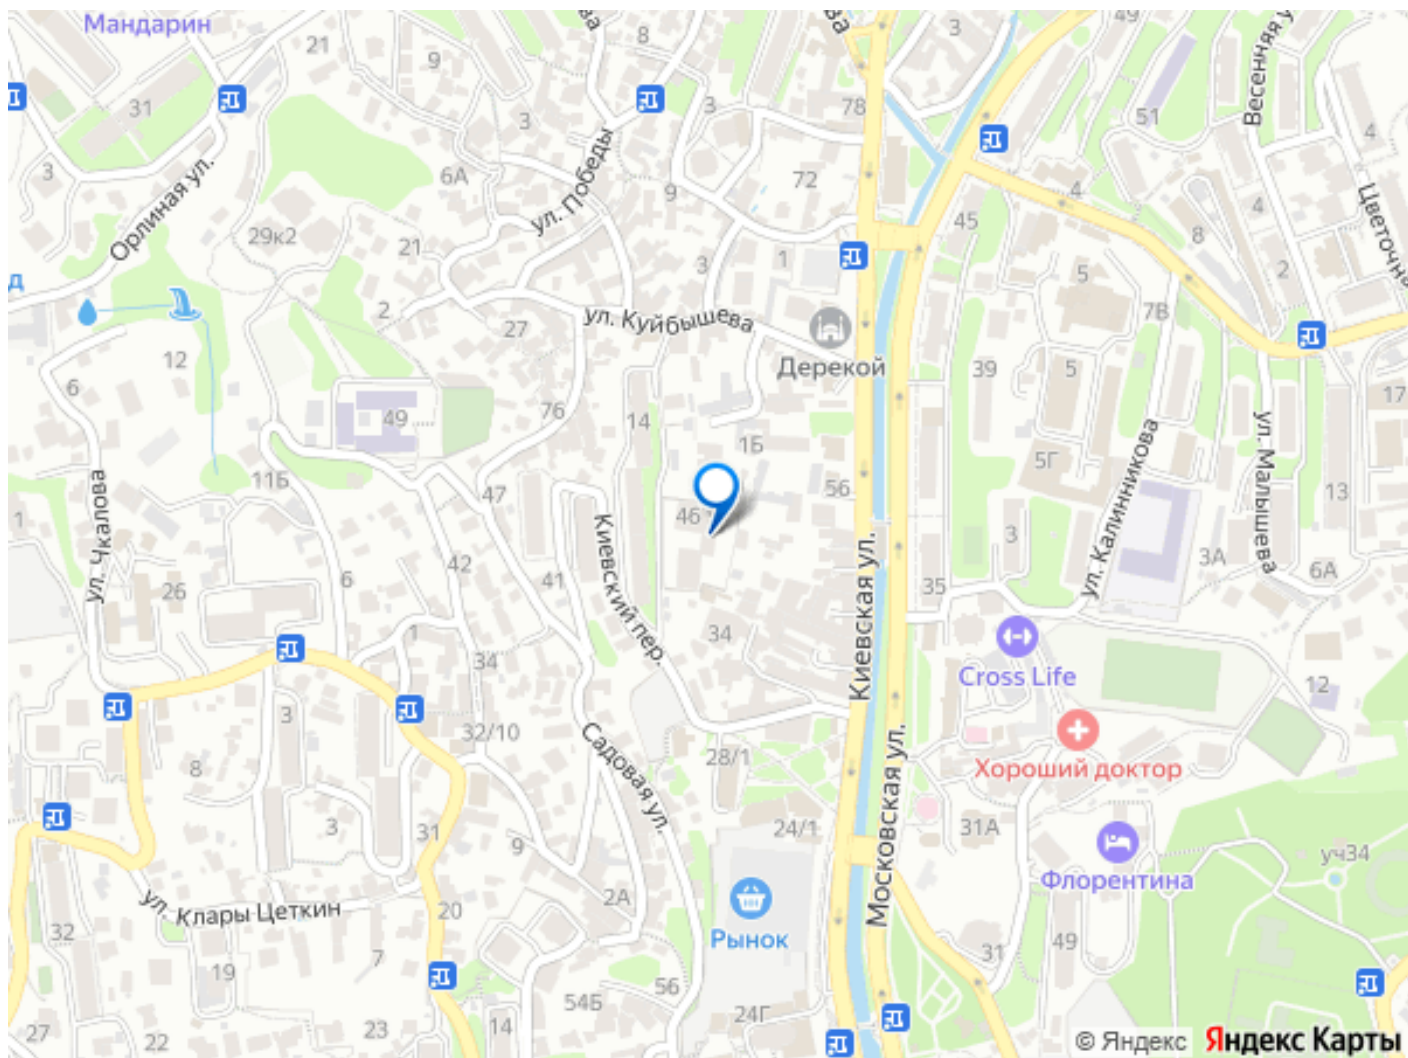 Мандарин
21
9
8
ва
ва
3
49
Весенняя у
31
3
3
78
51
4
3
Орлиная ул.
6А
ул. Победы
9
72
4
Цветочна
29к2
21
45
8
4
3
1
5
2
д
2
27
ул. Куйбышева
Дерекой
7В
12
6
76
14
39
5
17
49
1Б
ул. Калинникова
ул. Малышева
11Б
47
46
56
5Г
13
1
ул. Чкалова
Киевский пер.
Киевская ул.
3
3А
6А
26
6
42
41
35
1
34
34
Cross Life
12
3
32/10
Садовая ул.
28/1
Московская ул.
Хороший доктор
8
3
31
9
24/1
31А
уч34
Флорентина
ул. Клары Цеткин
20
2А
Рынок
32
7
31
49
19
56
54Б
24Г
27
22
23
14
© Яндекс Яндекс Карты